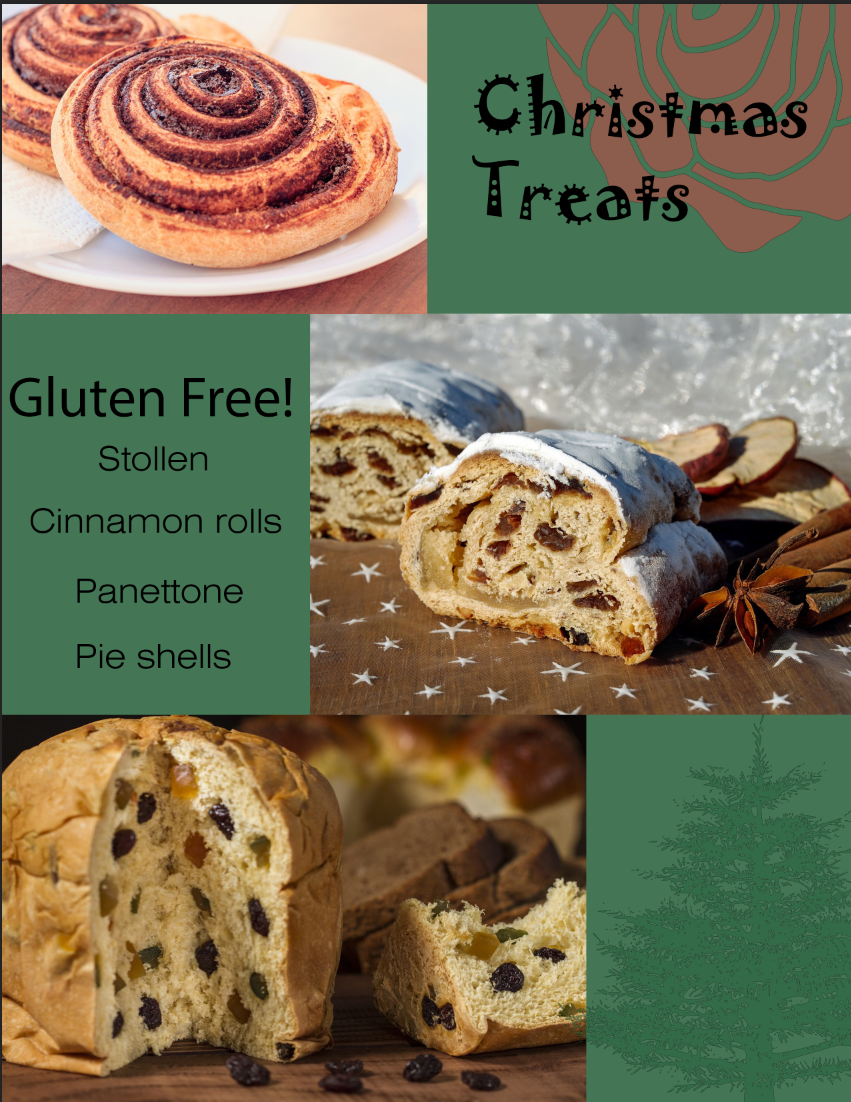 Christmas
Treats
Gluten Free!
Stollen
Cinnamon rolls
Panettone
Pie shells